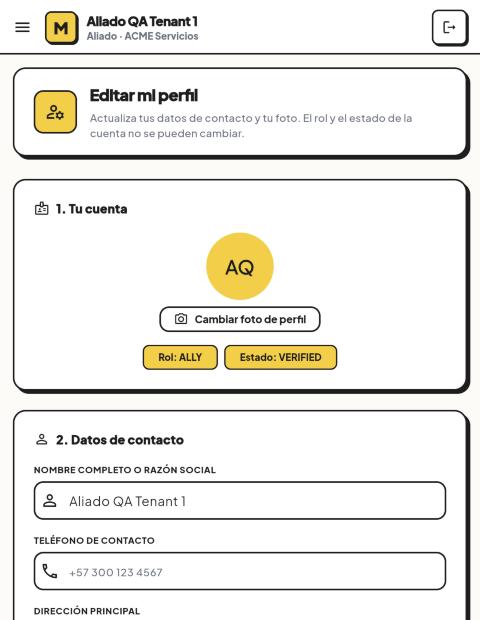 M
Aliado QA Tenant 1
Aliado · ACME Servicios
Editar mi perfil
Actualiza tus datos de contacto y tu foto. El rol y el estado de la
cuenta no se pueden cambiar.
1. Tu cuenta
AQ
Cambiar foto de perfil
Rol: ALLY
Estado: VERIFIED
2. Datos de contacto
NOMBRE COMPLETO O RAZÓN SOCIAL
Aliado QA Tenant 1
TELÉFONO DE CONTACTO
+57 300 123 4567
DIRECCIÓN PRINCIPAL